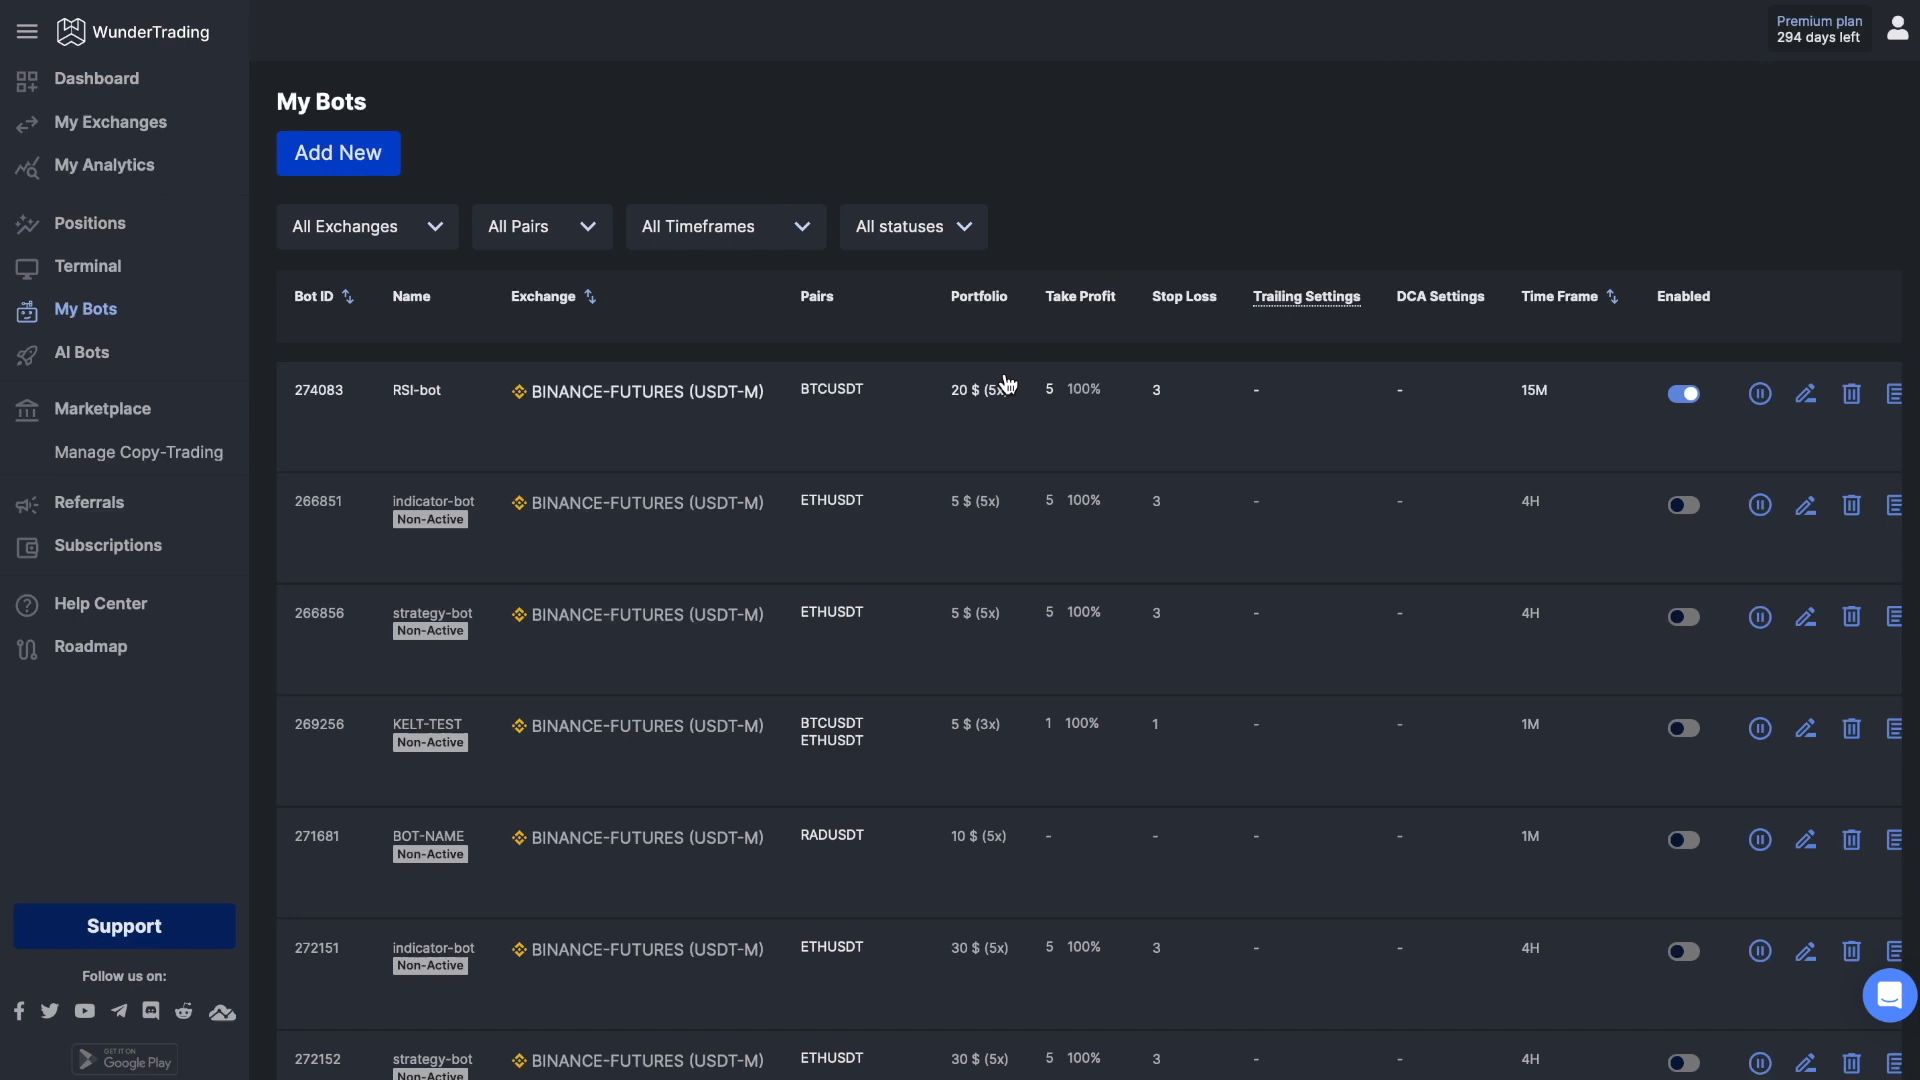 WunderTrading
Premium plan
294 days left
Dashboard
My Exchanges
My Analytics
Positions
Terminal
My Bots
AI Bots
Marketplace
Manage Copy-Trading
Referrals
Subscriptions
Help Center
Roadmap
Support
Follow us on:
GET IT ON
Google Play
My Bots
Add New
All Exchanges All Pairs All Timeframes All statuses
Bot ID Name Exchange Pairs Portfolio Take Profit Stop Loss Trailing Settings DCA Settings Time Frame Enabled
274083 RSI-bot BINANCE-FUTURES (USDT-M) BTCUSDT 20 $ (5x) 5 100% 3 - - 15M
266851 indicator-bot BINANCE-FUTURES (USDT-M) ETHUSDT 5 $ (5x) 5 100% 3 - - 4H
Non-Active
266856 strategy-bot BINANCE-FUTURES (USDT-M) ETHUSDT 5 $ (5x) 5 100% 3 - - 4H
Non-Active
269256 KELT-TEST BINANCE-FUTURES (USDT-M) BTCUSDT 5 $ (3x) 1 100% 1 - - 1M
Non-Active ETHUSDT
271681 BOT-NAME BINANCE-FUTURES (USDT-M) RADUSDT 10 $ (5x) - - - - 1M
Non-Active
272151 indicator-bot BINANCE-FUTURES (USDT-M) ETHUSDT 30 $ (5x) 5 100% 3 - - 4H
Non-Active
272152 strategy-bot BINANCE-FUTURES (USDT-M) ETHUSDT 30 $ (5x) 5 100% 3 - - 4H
Non-Active